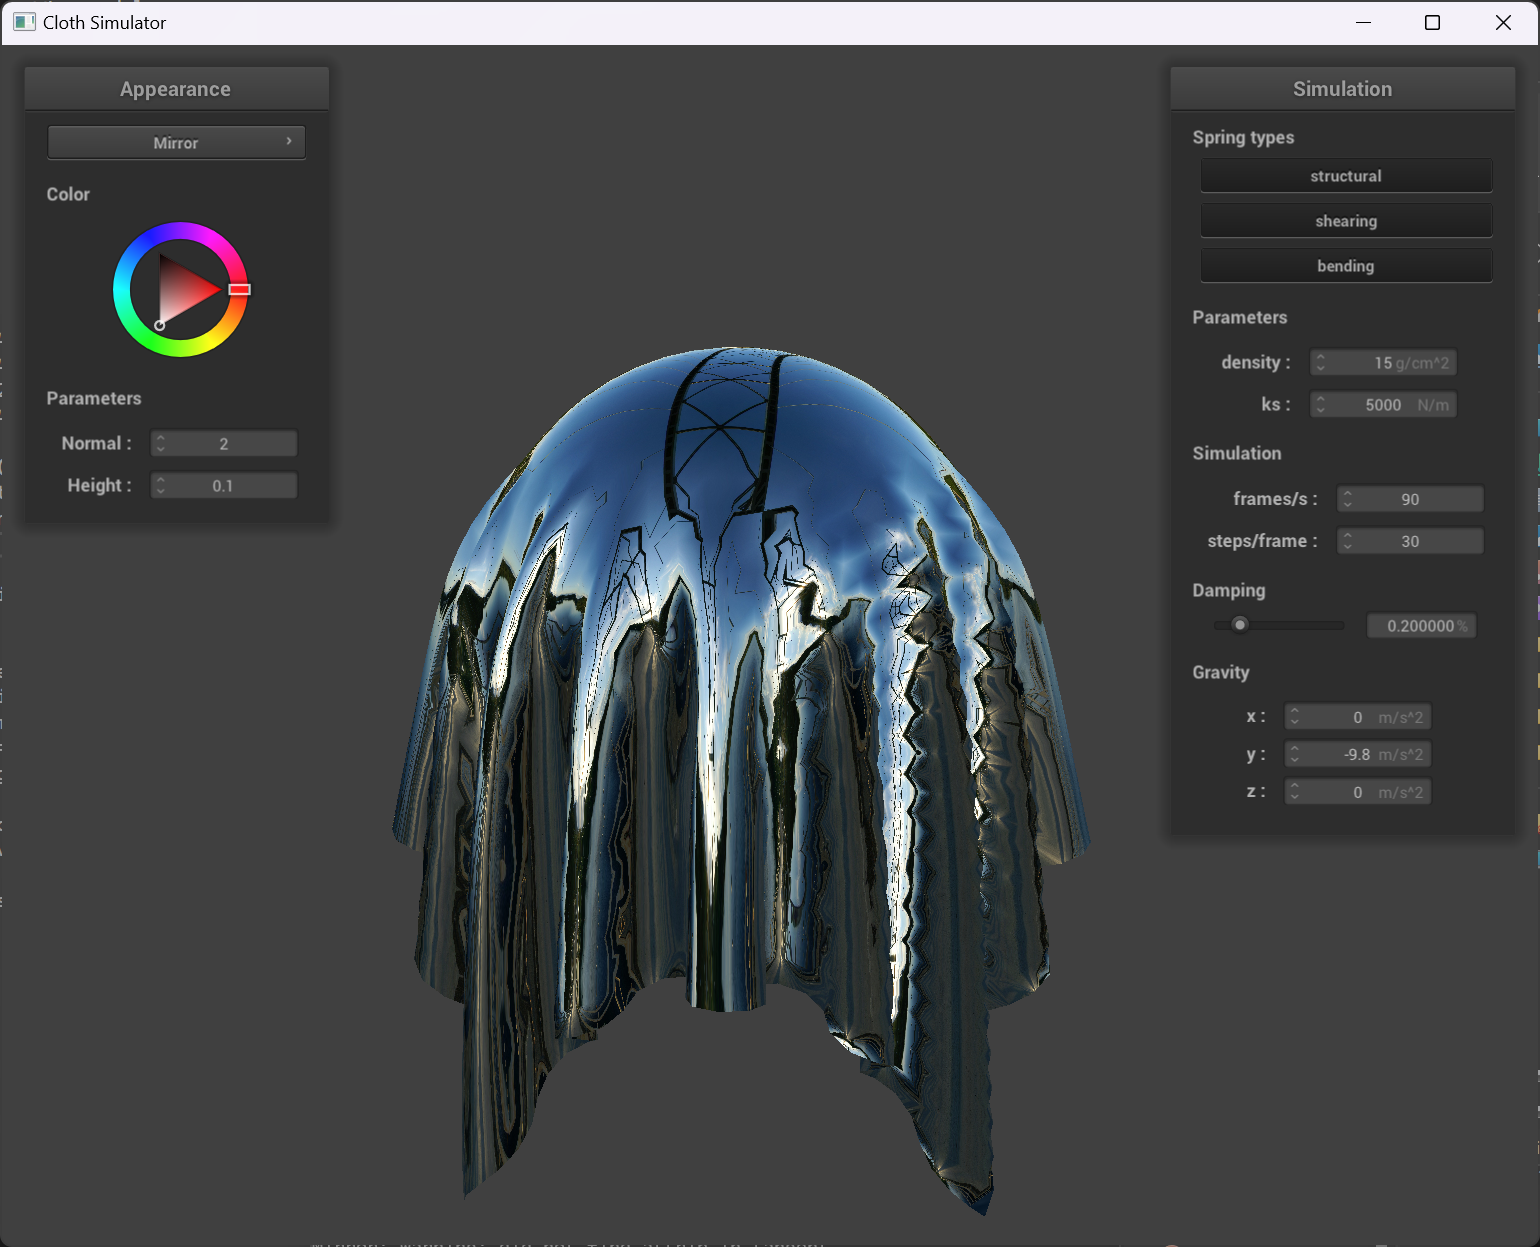 Cloth Simulator
Appearance
Mirror
Color
Parameters
Normal :
2
Height :
0.1
Simulation
Spring types
structural
shearing
bending
Parameters
density :
15 g/cm^2
ks :
5000 N/m
Simulation
frames/s :
90
steps/frame :
30
Damping
0.200000 %
Gravity
x :
0 m/s^2
y :
-9.8 m/s^2
z :
0 m/s^2